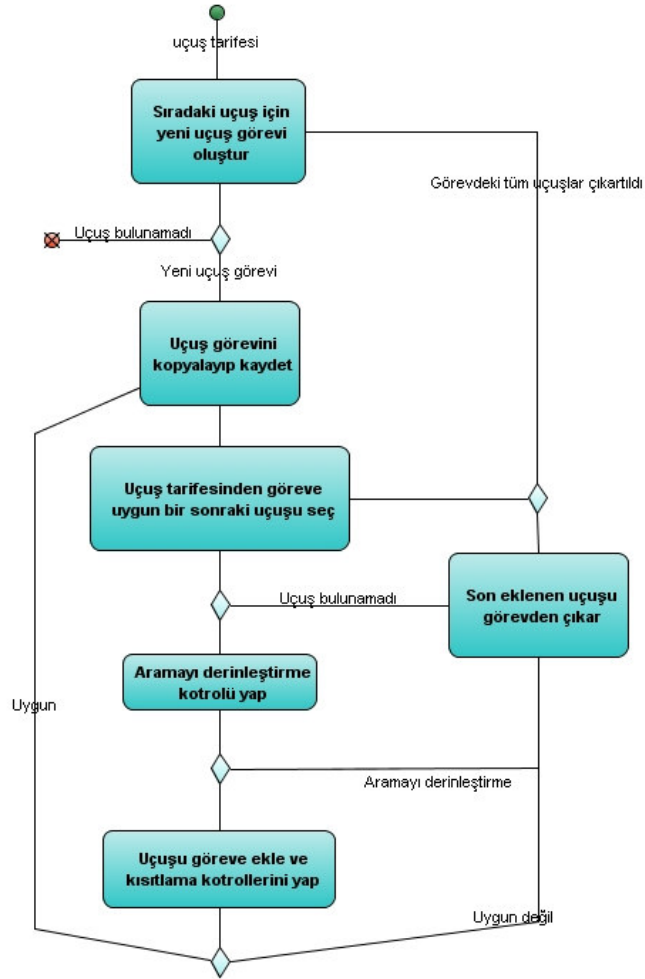 uçuş tarifesi
Sıradaki uçuş için
yeni uçuş görevi
oluştur
Görevdeki tüm uçuşlar çıkartıldı
Uçuş bulunamadı
Yeni uçuş görevi
Uçuş görevini
kopyalayıp kaydet
Uçuş tarifesinden göreve
uygun bir sonraki uçuşu seç
Uçuş bulunamadı
Son eklenen uçuşu
görevden çıkar
Aramayı derinleştirme
kotrolü yap
Uygun
Aramayı derinleştirme
Uçuşu göreve ekle ve
kısıtlama kotrollerini yap
Uygun değil